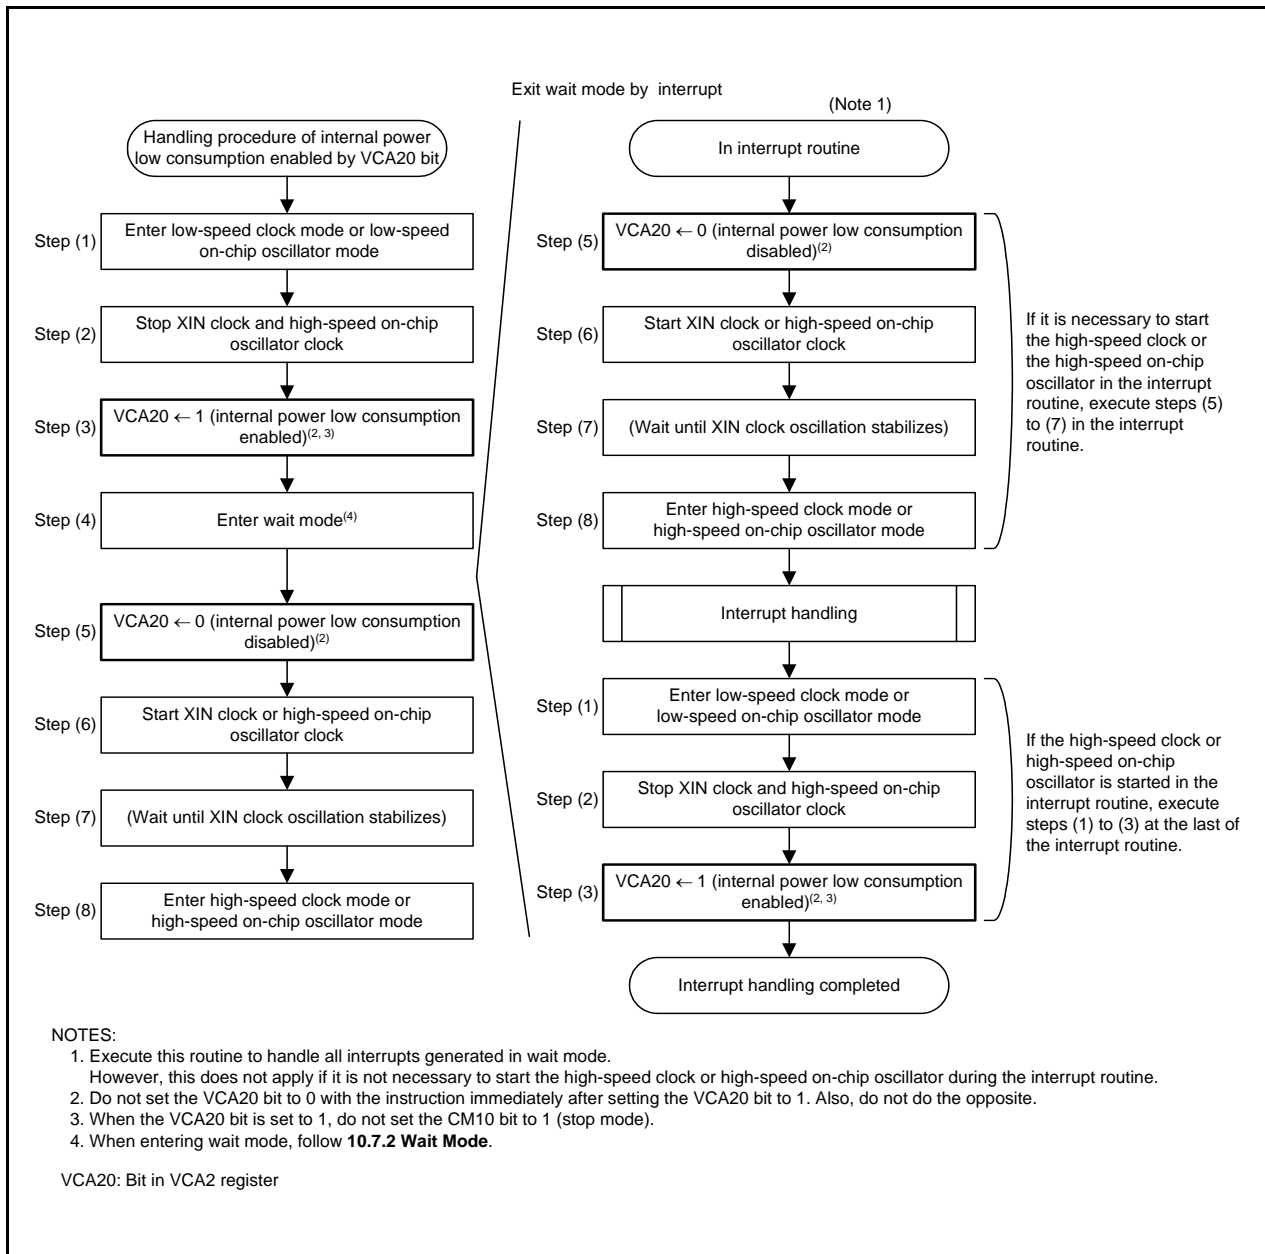 Exit wait mode by interrupt
(Note 1)
Handling procedure of internal power
low consumption enabled by VCA20 bit
Step (1)
Enter low-speed clock mode or low-speed
on-chip oscillator mode
Step (2)
Stop XIN clock and high-speed on-chip
oscillator clock
Step (3)
VCA20 ← 1 (internal power low consumption
enabled)(2, 3)
Step (4)
Enter wait mode(4)
Step (5)
VCA20 ← 0 (internal power low consumption
disabled)(2)
Step (6)
Start XIN clock or high-speed on-chip
oscillator clock
Step (7)
(Wait until XIN clock oscillation stabilizes)
Step (8)
Enter high-speed clock mode or
high-speed on-chip oscillator mode
In interrupt routine
Step (5)
VCA20 ← 0 (internal power low consumption
disabled)(2)
Step (6)
Start XIN clock or high-speed on-chip
oscillator clock
Step (7)
(Wait until XIN clock oscillation stabilizes)
Step (8)
Enter high-speed clock mode or
high-speed on-chip oscillator mode
If it is necessary to start
the high-speed clock or
the high-speed on-chip
oscillator in the interrupt
routine, execute steps (5)
to (7) in the interrupt
routine.
Interrupt handling
Step (1)
Enter low-speed clock mode or
low-speed on-chip oscillator mode
Step (2)
Stop XIN clock and high-speed on-chip
oscillator clock
Step (3)
VCA20 ← 1 (internal power low consumption
enabled)(2, 3)
If the high-speed clock or
high-speed on-chip
oscillator is started in the
interrupt routine, execute
steps (1) to (3) at the last of
the interrupt routine.
Interrupt handling completed
NOTES:
1. Execute this routine to handle all interrupts generated in wait mode.
However, this does not apply if it is not necessary to start the high-speed clock or high-speed on-chip oscillator during the interrupt routine.
2. Do not set the VCA20 bit to 0 with the instruction immediately after setting the VCA20 bit to 1. Also, do not do the opposite.
3. When the VCA20 bit is set to 1, do not set the CM10 bit to 1 (stop mode).
4. When entering wait mode, follow 10.7.2 Wait Mode.
VCA20: Bit in VCA2 register